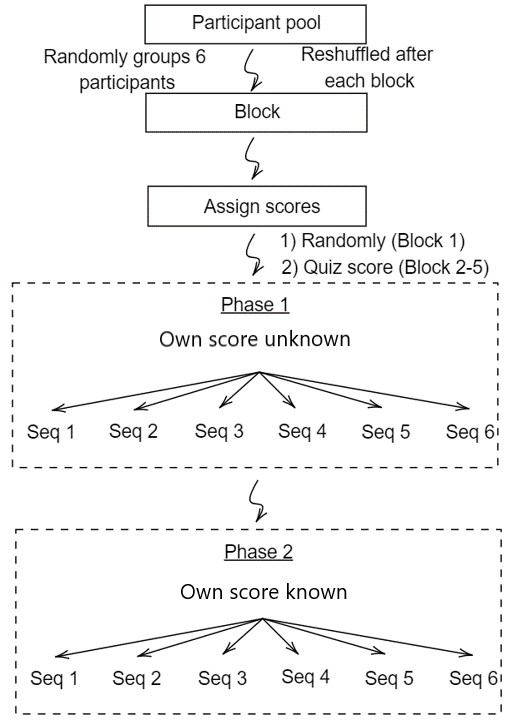 Participant pool
Randomly groups 6
participants
Reshuffled after
each block
Block
Assign scores
1) Randomly (Block 1)
2) Quiz score (Block 2-5)
Phase 1
Own score unknown
Seq 1 Seq 2 Seq 3 Seq 4 Seq 5 Seq 6
Phase 2
Own score known
Seq 1 Seq 2 Seq 3 Seq 4 Seq 5 Seq 6